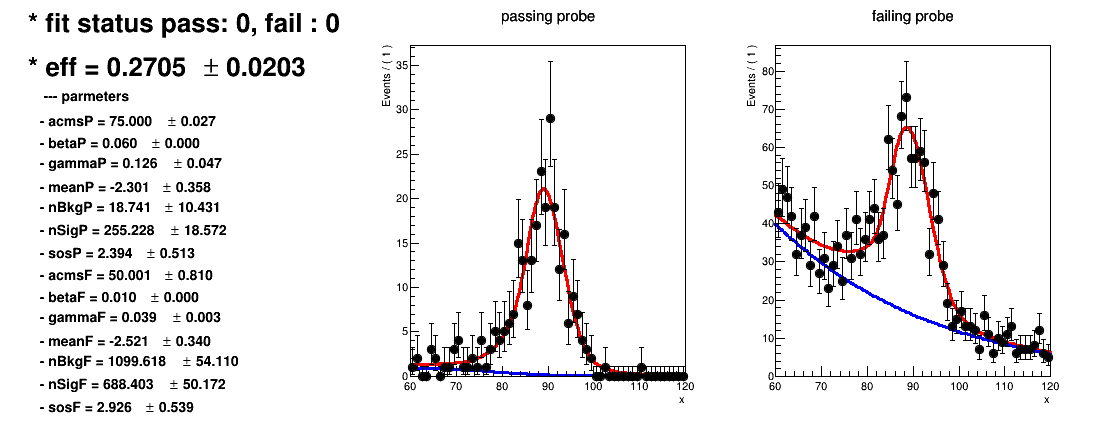 * fit status pass: 0, fail : 0
* eff = 0.2705 ± 0.0203
--- parmeters
- acmsP = 75.000 ± 0.027
- betaP = 0.060 ± 0.000
- gammaP = 0.126 ± 0.047
- meanP = -2.301 ± 0.358
- nBkgP = 18.741 ± 10.431
- nSigP = 255.228 ± 18.572
- sosP = 2.394 ± 0.513
- acmsF = 50.001 ± 0.810
- betaF = 0.010 ± 0.000
- gammaF = 0.039 ± 0.003
- meanF = -2.521 ± 0.340
- nBkgF = 1099.618 ± 54.110
- nSigF = 688.403 ± 50.172
- sosF = 2.926 ± 0.539
passing probe
Events / ( 1 )
35
30
25
20
15
10
5
0
60 70 80 90 100 110 120
x
failing probe
Events / ( 1 )
80
70
60
50
40
30
20
10
0
60 70 80 90 100 110 120
x